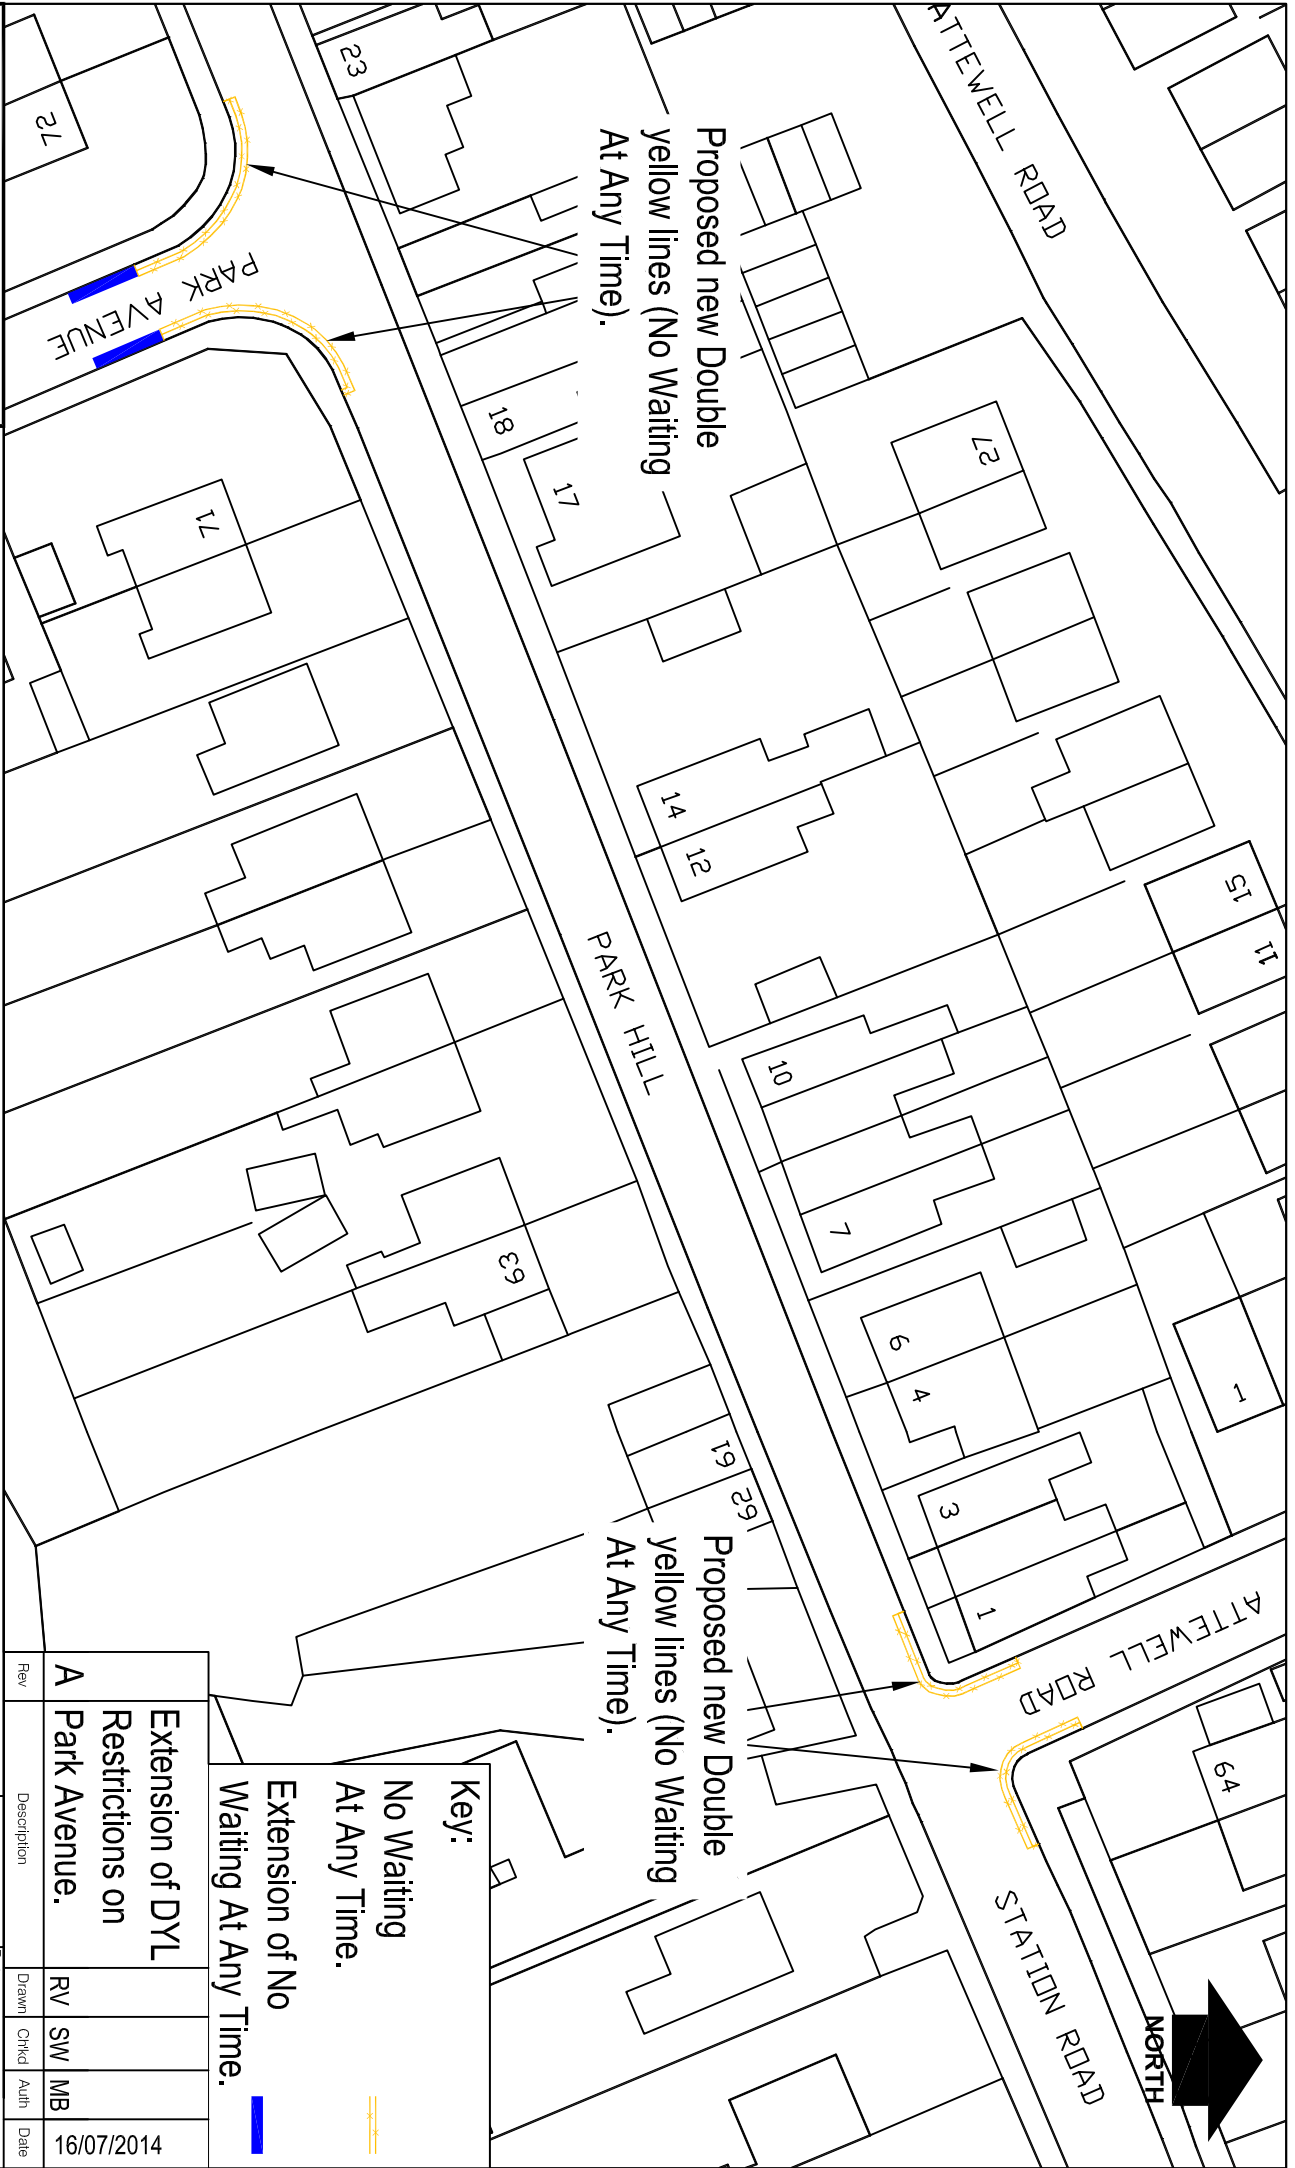 ATTEWELL ROAD
23
72
Proposed new Double
yellow lines (No Waiting
At Any Time).
PARK AVENUE
18
17
27
71
14
12
15
11
PARK HILL
10
7
63
6
4
1
61
62
3
1
Proposed new Double
yellow lines (No Waiting
At Any Time).
ATTEWELL ROAD
64
STATION ROAD
NORTH
Key:
No Waiting
At Any Time.
Extension of No
Waiting At Any Time.
Extension of DYL
Restrictions on
A Park Avenue. RV SW MB 16/07/2014
Rev Description Drawn Ch'kd Auth Date